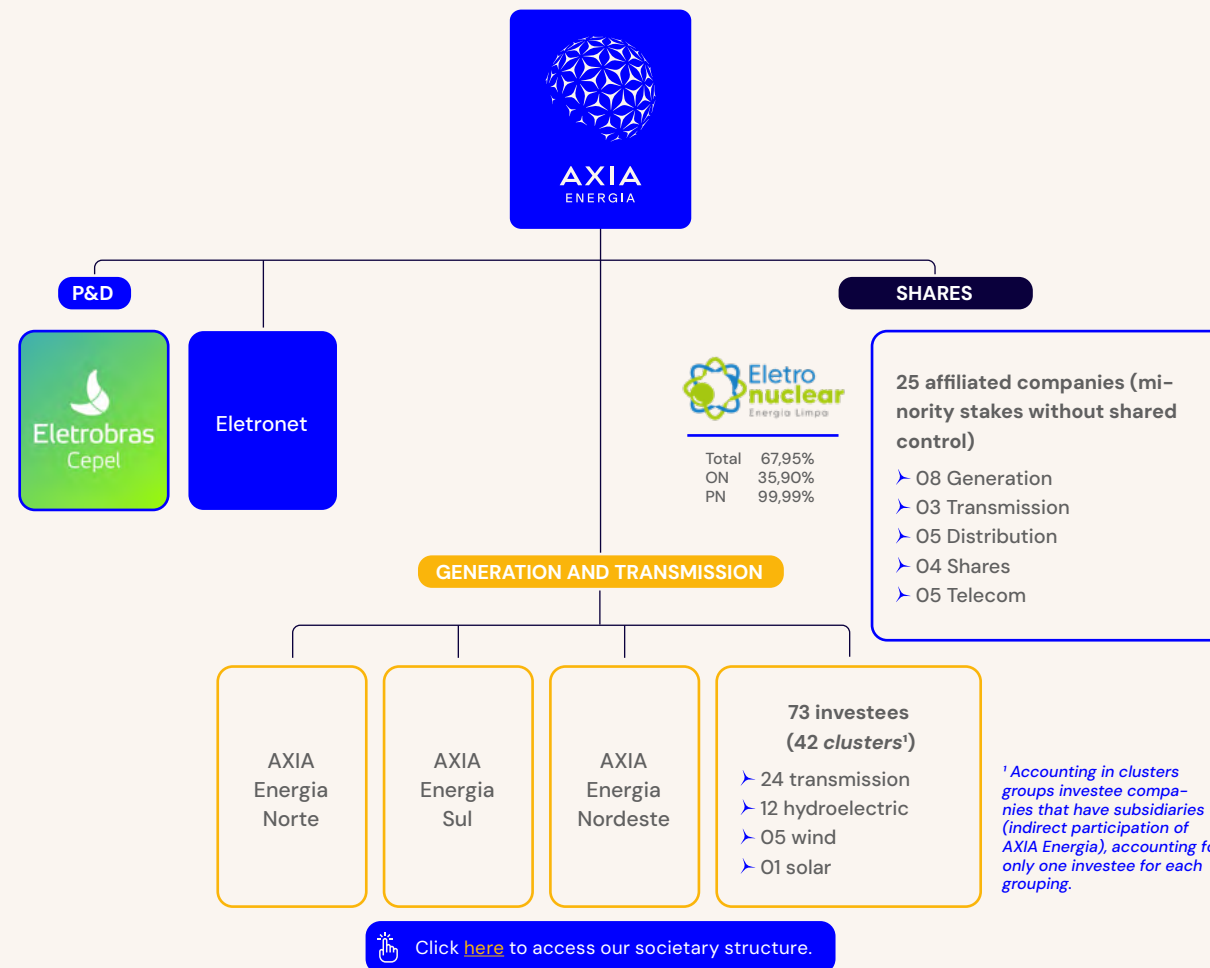 AXIA
ENERGIA
P&D
SHARES
Eletrobras
Cepel
Eletronet
Eletro
nuclear
Energia Limpa
Total 67,95%
ON 35,90%
PN 99,99%
25 affiliated companies (mi-
nority stakes without shared
control)
08 Generation
03 Transmission
05 Distribution
04 Shares
05 Telecom
GENERATION AND TRANSMISSION
AXIA
Energia
Norte
AXIA
Energia
Sul
AXIA
Energia
Nordeste
73 investees
(42 clusters¹)
24 transmission
12 hydroelectric
05 wind
01 solar
¹ Accounting in clusters
groups investee compa-
nies that have subsidiaries
(indirect participation of
AXIA Energia), accounting
only one investee for each
grouping.
Click here to access our societary structure.